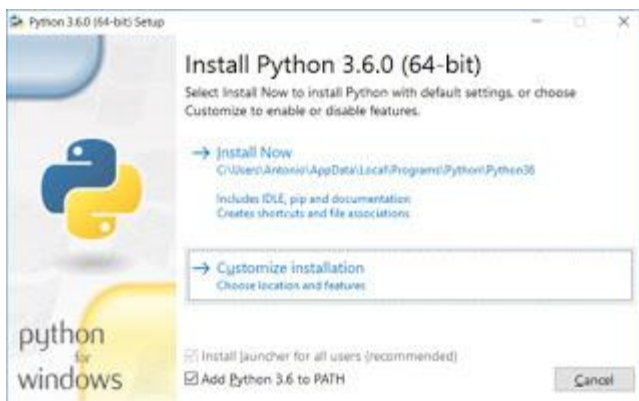 Python 3.6.0 (64-bit) Setup
Install Python 3.6.0 (64-bit)
Select Install Now to install Python with default settings, or choose
Customize to enable or disable features.
Install Now
C:\Users\Antonio\AppData\Local\Programs\Python\Python36
Includes IDLE, pip and documentation
Creates shortcuts and file associations
Customize installation
Choose location and features
python
for
windows
Install launcher for all users (recommended)
Add Python 3.6 to PATH
Cancel